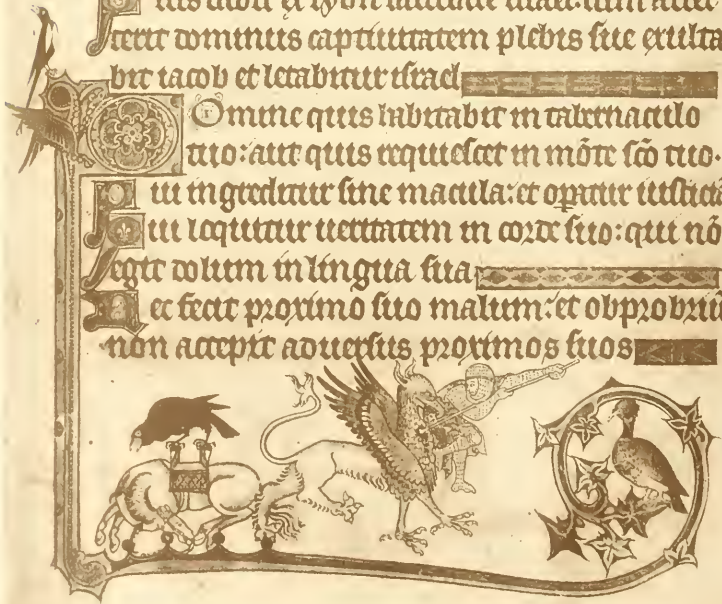 terit dominus captiuitatem plebis sue exulta
bit iacob et letabitur israel
Domine quis habitabit in tabernaculo
tuo: aut quis requiescet in mōte sc̄o tuo.
Qui ingreditur sine macula: et opatur iusticiā
Qui loquitur ueritatem in corde suo: qui nō
egit dolum in lingua sua
Nec fecit proximo suo malum: et obprobriū
non accepit aduersus proximos suos